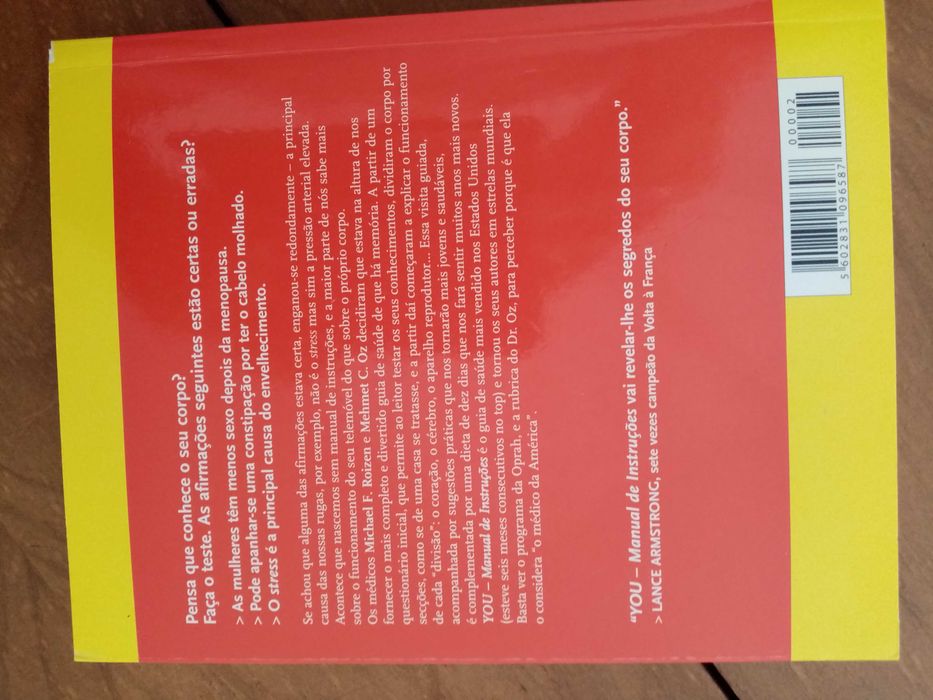 Pensa que conhece o seu corpo?
Faça o teste. As afirmações seguintes estão certas ou erradas?
> As mulheres têm menos sexo depois da menopausa.
> Pode apanhar-se uma constipação por ter o cabelo molhado.
> O stress é a principal causa do envelhecimento.
Se achou que alguma das afirmações estava certa, enganou-se redondamente – a principal
causa das nossas rugas, por exemplo, não é o stress mas sim a pressão arterial elevada.
Acontece que nascemos sem manual de instruções, e a maior parte de nós sabe mais
sobre o funcionamento do seu telemóvel do que sobre o próprio corpo.
Os médicos Michael F. Roizen e Mehmet C. Oz decidiram que estava na altura de nos
fornecer o mais completo e divertido guia de saúde de que há memória. A partir de um
questionário inicial, que permite ao leitor testar os seus conhecimentos, dividiram o corpo por
secções, como se de uma casa se tratasse, e a partir daí começaram a explicar o funcionamento
de cada "divisão": o coração, o cérebro, o aparelho reprodutor... Essa visita guiada,
acompanhada por sugestões práticas que nos tornarão mais jovens e saudáveis,
é complementada por uma dieta de dez dias que nos fará sentir muitos anos mais novos.
YOU – Manual de Instruções é o guia de saúde mais vendido nos Estados Unidos
(esteve seis meses consecutivos no top) e tornou os seus autores em estrelas mundiais.
Basta ver o programa da Oprah, e a rubrica do Dr. Oz, para perceber porque é que ela
o considera "o médico da América".
"YOU – Manual de Instruções vai revelar-lhe os segredos do seu corpo."
> LANCE ARMSTRONG, sete vezes campeão da Volta à França
00002
5 602831 096587